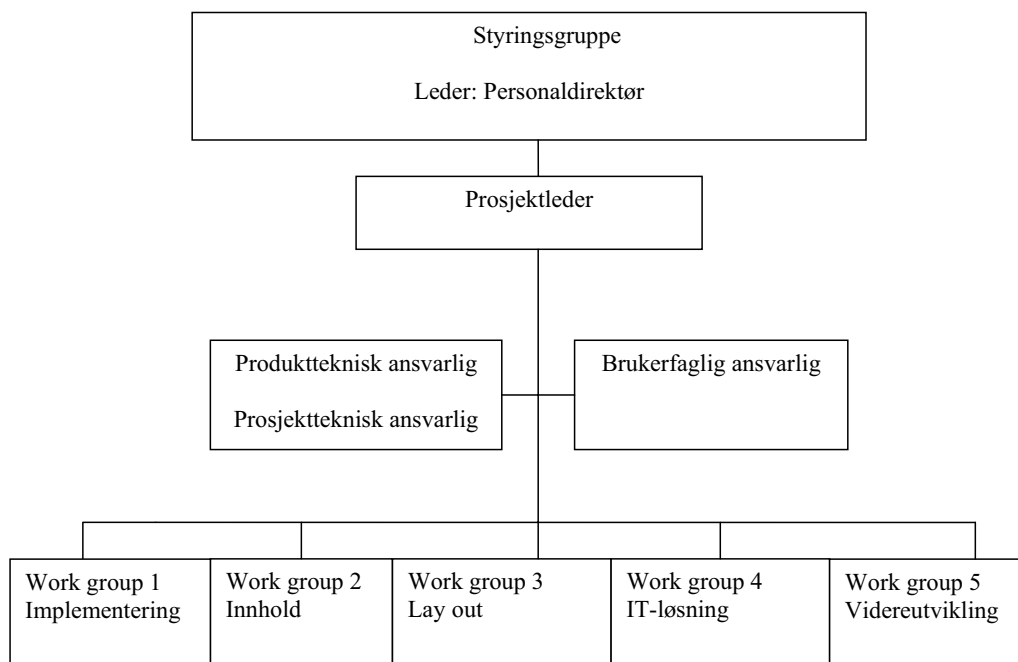 Styringsgruppe
Leder: Personaldirektør
Prosjektleder
Produktteknisk ansvarlig
Prosjektteknisk ansvarlig
Brukerfaglig ansvarlig
Work group 1
Implementering
Work group 2
Innhold
Work group 3
Lay out
Work group 4
IT-løsning
Work group 5
Videreutvikling